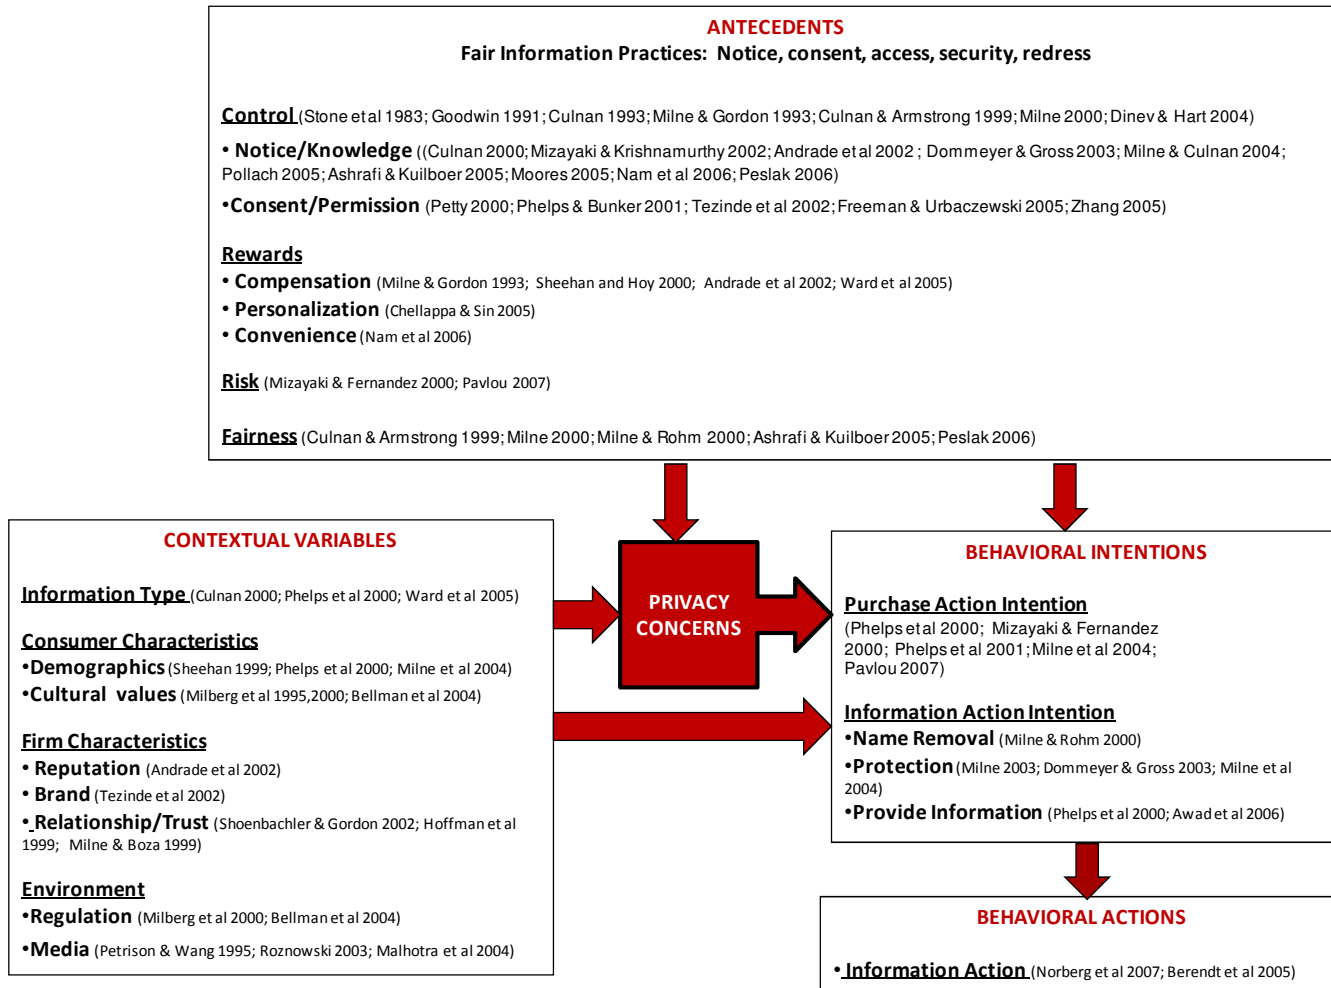 ANTECEDENTS
Fair Information Practices: Notice, consent, access, security, redress
Control (Stone et al 1983; Goodwin 1991; Culnan 1993; Milne & Gordon 1993; Culnan & Armstrong 1999; Milne 2000; Dinev & Hart 2004)
• Notice/Knowledge ((Culnan 2000; Mizayaki & Krishnamurthy 2002; Andrade et al 2002 ; Dommeyer & Gross 2003; Milne & Culnan 2004;
Pollach 2005; Ashrafi & Kuilboer 2005; Moores 2005; Nam et al 2006; Peslak 2006)
•Consent/Permission (Petty 2000; Phelps & Bunker 2001; Tezinde et al 2002; Freeman & Urbaczewski 2005; Zhang 2005)
Rewards
• Compensation (Milne & Gordon 1993; Sheehan and Hoy 2000; Andrade et al 2002; Ward et al 2005)
• Personalization (Chellappa & Sin 2005)
• Convenience (Nam et al 2006)
Risk (Mizayaki & Fernandez 2000; Pavlou 2007)
Fairness (Culnan & Armstrong 1999; Milne 2000; Milne & Rohm 2000; Ashrafi & Kuilboer 2005; Peslak 2006)
CONTEXTUAL VARIABLES
Information Type (Culnan 2000; Phelps et al 2000; Ward et al 2005)
Consumer Characteristics
•Demographics (Sheehan 1999; Phelps et al 2000; Milne et al 2004)
•Cultural values (Milberg et al 1995,2000; Bellman et al 2004)
Firm Characteristics
• Reputation (Andrade et al 2002)
• Brand (Tezinde et al 2002)
• Relationship/Trust (Shoenbachler & Gordon 2002; Hoffman et al
1999; Milne & Boza 1999)
Environment
•Regulation (Milberg et al 2000; Bellman et al 2004)
•Media (Petrison & Wang 1995; Roznowski 2003; Malhotra et al 2004)
PRIVACY
CONCERNS
BEHAVIORAL INTENTIONS
Purchase Action Intention
(Phelps et al 2000; Mizayaki & Fernandez
2000; Phelps et al 2001; Milne et al 2004;
Pavlou 2007)
Information Action Intention
•Name Removal (Milne & Rohm 2000)
•Protection (Milne 2003; Dommeyer & Gross 2003; Milne et al
2004)
•Provide Information (Phelps et al 2000; Awad et al 2006)
BEHAVIORAL ACTIONS
• Information Action (Norberg et al 2007; Berendt et al 2005)